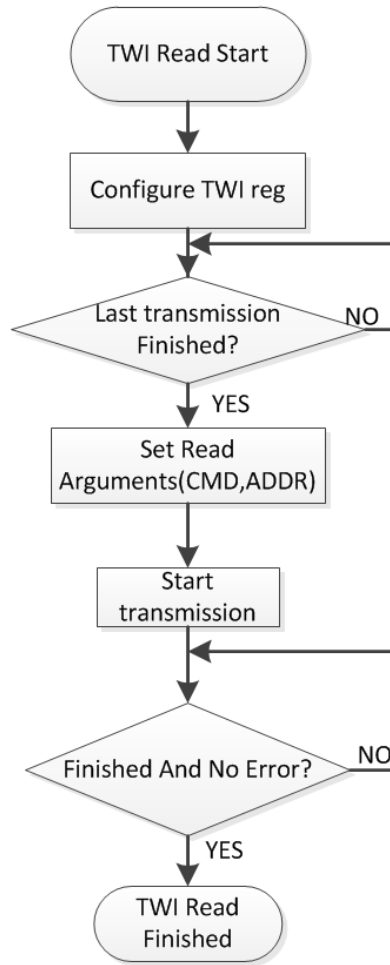 TWI Read Start
Configure TWI reg
Last transmission
Finished?
NO
YES
Set Read
Arguments(CMD,ADDR)
Start
transmission
Finished And No Error?
NO
YES
TWI Read
Finished